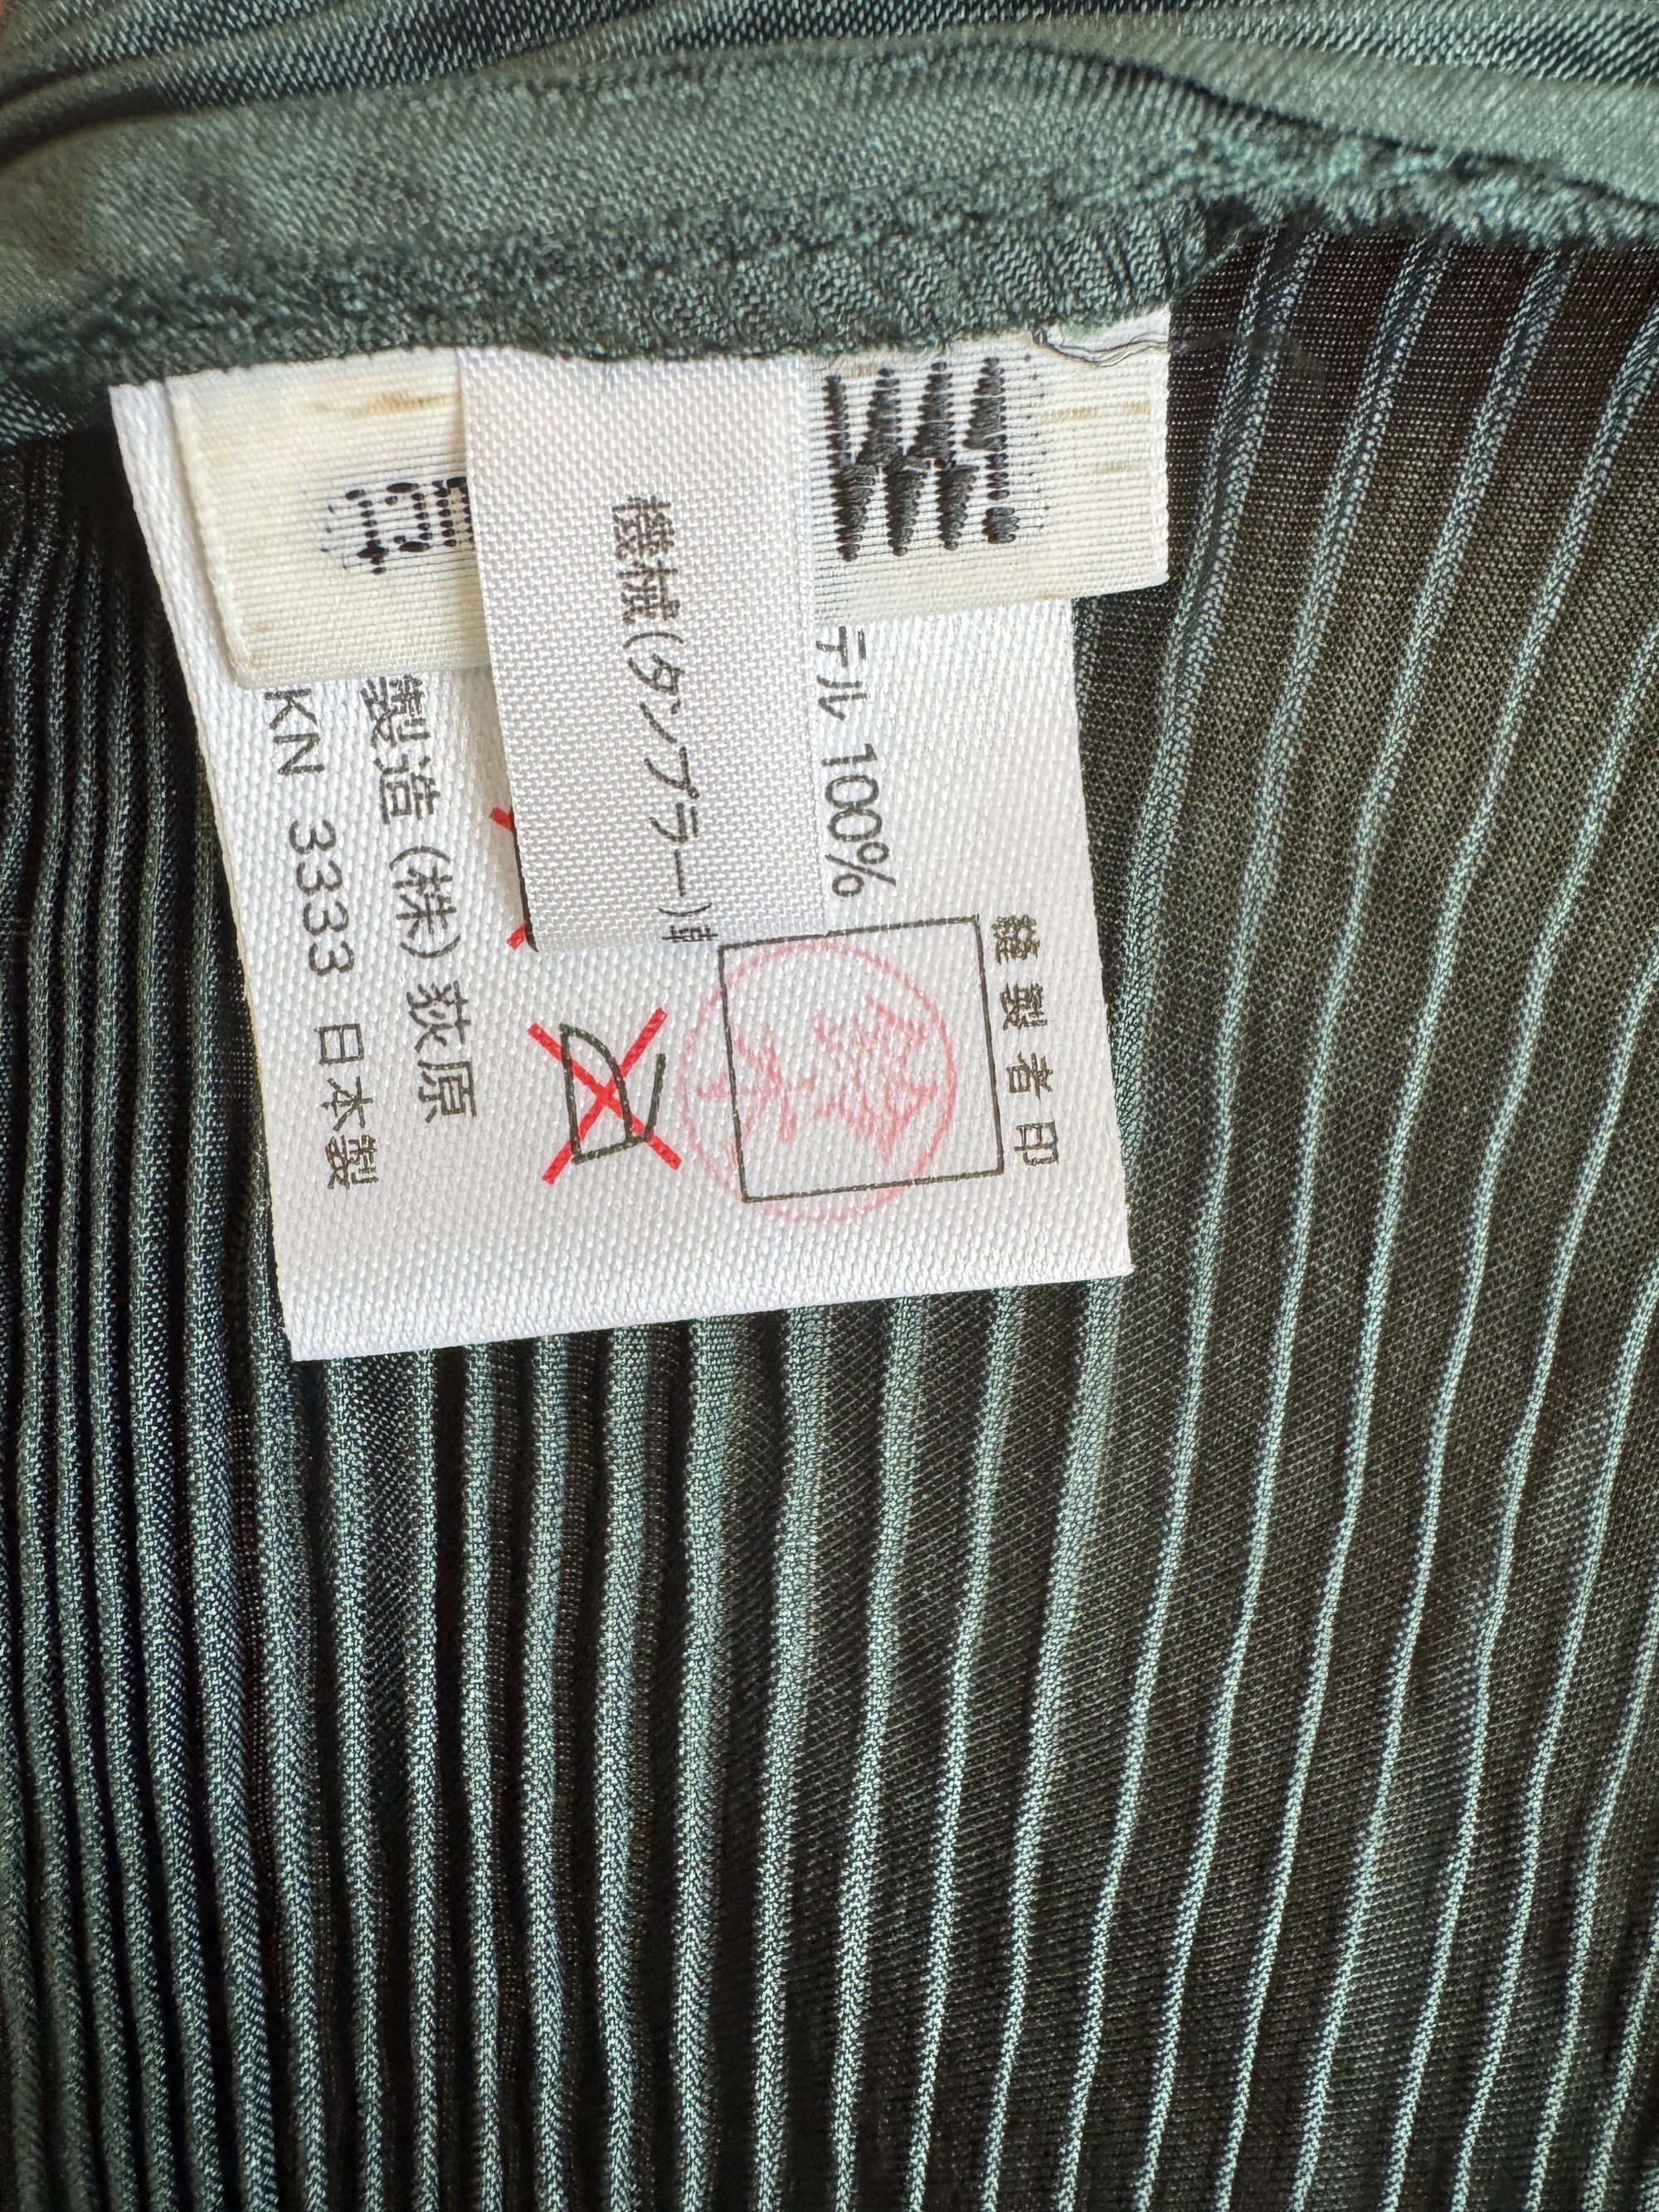 縫製者印
テル 100%
機械(タンブラー)
製造 (株) 荻原
KN 3333 日本製
M.